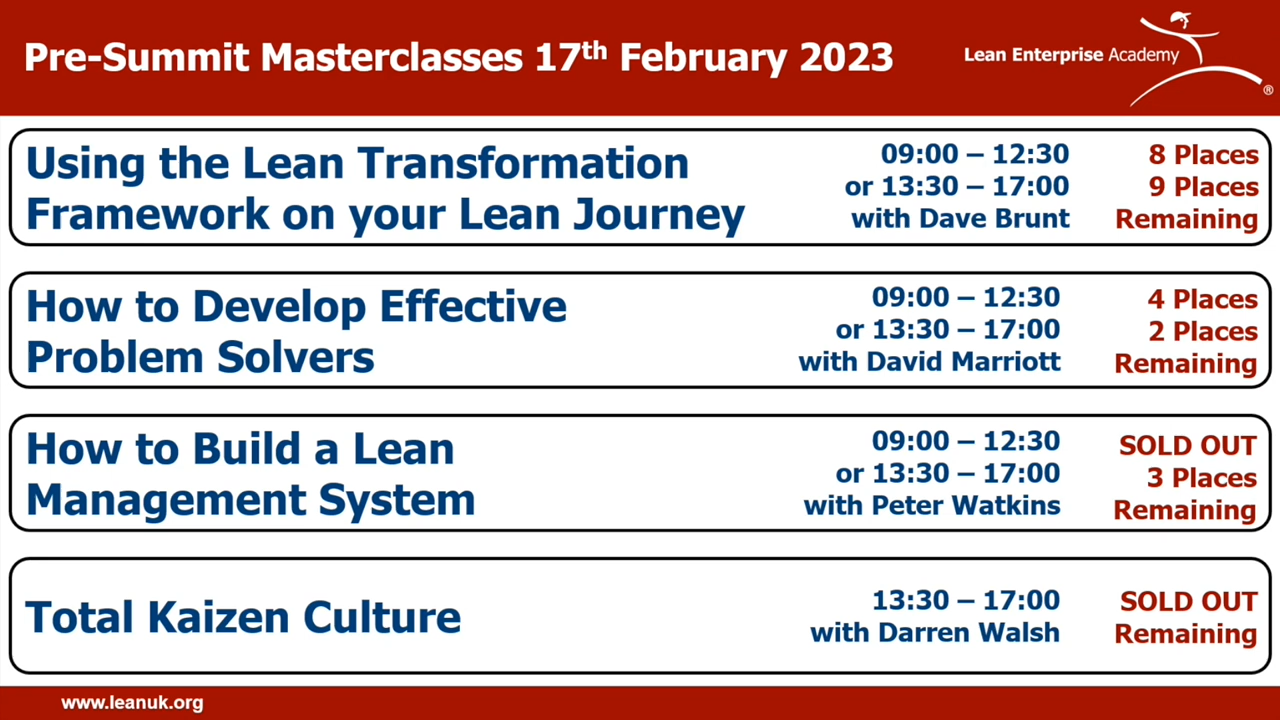 Pre-Summit Masterclasses 17th February 2023
Lean Enterprise Academy
®
Using the Lean Transformation
Framework on your Lean Journey
09:00 – 12:30
or 13:30 – 17:00
with Dave Brunt
8 Places
9 Places
Remaining
How to Develop Effective
Problem Solvers
09:00 – 12:30
or 13:30 – 17:00
with David Marriott
4 Places
2 Places
Remaining
How to Build a Lean
Management System
09:00 – 12:30
or 13:30 – 17:00
with Peter Watkins
SOLD OUT
3 Places
Remaining
Total Kaizen Culture
13:30 – 17:00
with Darren Walsh
SOLD OUT
Remaining
www.leanuk.org